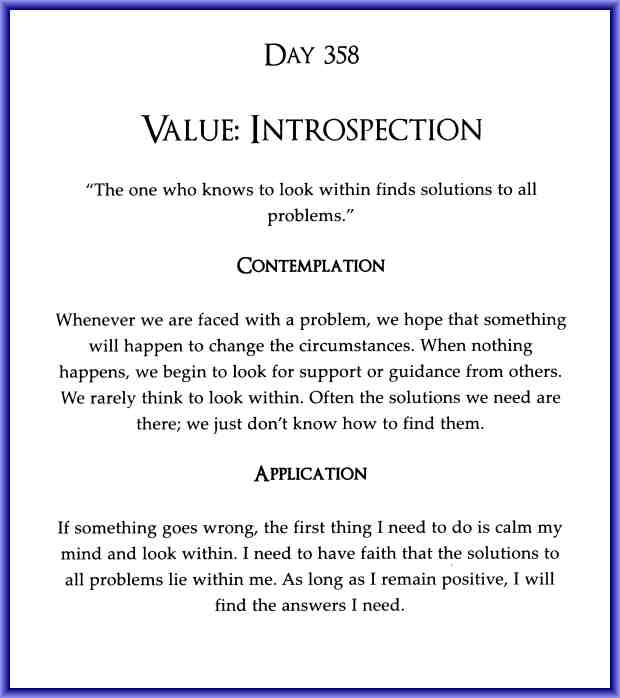 DAY 358
VALUE: INTROSPECTION
“The one who knows to look within finds solutions to all
problems.”
CONTEMPLATION
Whenever we are faced with a problem, we hope that something
will happen to change the circumstances. When nothing
happens, we begin to look for support or guidance from others.
We rarely think to look within. Often the solutions we need are
there; we just don’t know how to find them.
APPLICATION
If something goes wrong, the first thing I need to do is calm my
mind and look within. I need to have faith that the solutions to
all problems lie within me. As long as I remain positive, I will
find the answers I need.